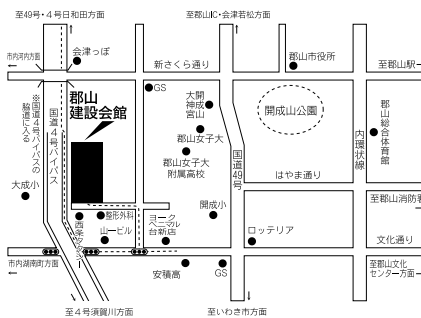 至49号・4号日和田方面
至郡山IC・会津若松方面
市内河内方面
会津っぽ
新さくら通り
郡山市役所
至郡山駅
※国道4号バイパスの
脇道に入る
国道4号バイパス
郡山
建設会館
GS
大開
神成
宮山
開成山公園
郡山総合体育館
内環状線
郡山女子大
郡山女子大
附属高校
国道49号
はやま通り
大成小
至郡山消防署
西条タクシー
整形外科
山一ビル
ヨーク
ベニマル
台新店
開成小
ロッテリア
文化通り
市内湖南町方面
安積高
GS
至郡山文化
センター方面
至4号須賀川方面
至いわき市方面